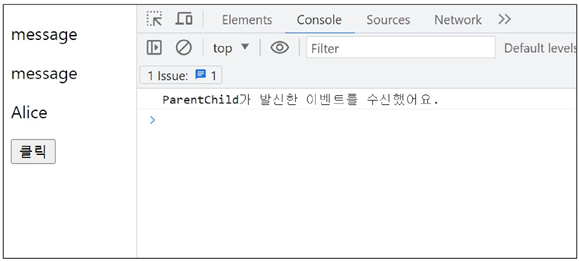 message
message
Alice
클릭
Elements Console Sources Network
top Filter Default levels
1 Issue: 1
ParentChild가 발신한 이벤트를 수신했어요.